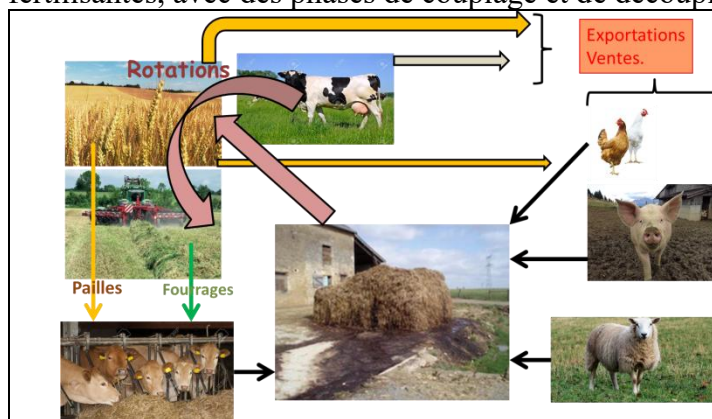 fertilisantes, avec des phases de couplage et de découpl
Rotations
Exportations
Ventes.
Pailles
Fourrages